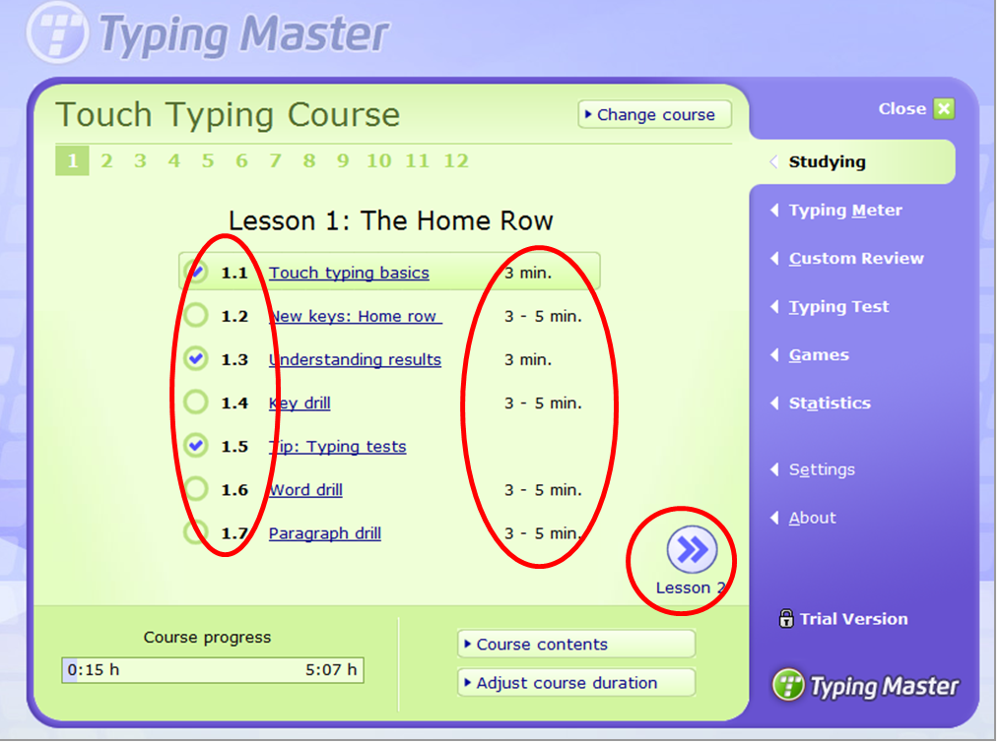 Typing Master
Touch Typing Course
Change course
Close
1 2 3 4 5 6 7 8 9 10 11 12
Studying
Typing Meter
Custom Review
Typing Test
Games
Statistics
Settings
About
Lesson 1: The Home Row
1.1 Touch typing basics 3 min.
1.2 New keys: Home row 3 - 5 min.
1.3 Understanding results 3 min.
1.4 Key drill 3 - 5 min.
1.5 Tip: Typing tests
1.6 Word drill 3 - 5 min.
1.7 Paragraph drill 3 - 5 min.
Lesson 2
Course progress
0:15 h 5:07 h
Course contents
Adjust course duration
Trial Version
Typing Master